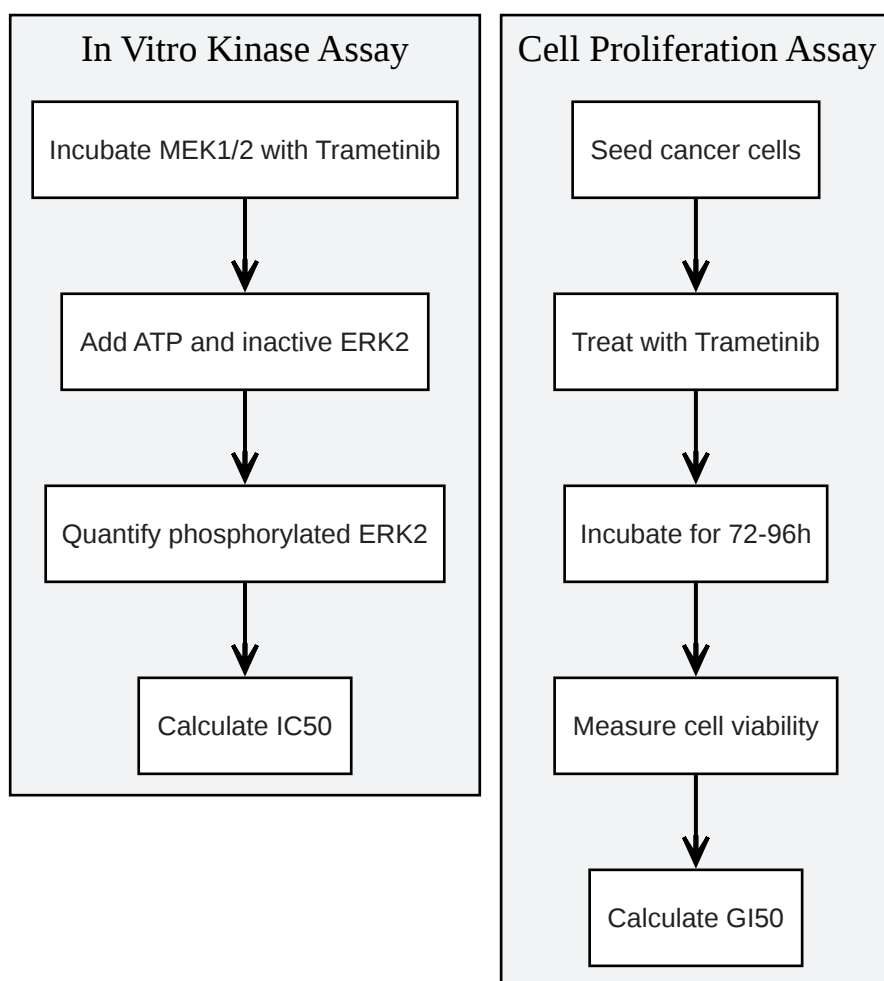 In Vitro Kinase Assay
Incubate MEK1/2 with Trametinib
Add ATP and inactive ERK2
Quantify phosphorylated ERK2
Calculate IC50
Cell Proliferation Assay
Seed cancer cells
Treat with Trametinib
Incubate for 72-96h
Measure cell viability
Calculate GI50